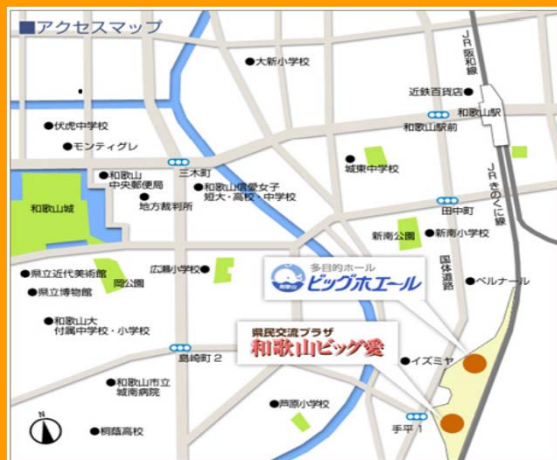 ■アクセスマップ
大新小学校
JR阪和線
近鉄百貨店
和歌山駅
和歌山駅前
伏虎中学校
モンティグレ
三木町
城東中学校
JRきのくに線
和歌山
中央郵便局
和歌山信愛女子
短大・高校・中学校
地方裁判所
和歌山城
田中町
新南公園
新南小学校
国体道路
広瀬小学校
県立近代美術館
岡公園
県立博物館
多目的ホール
ビッグホエール
ベルナール
和歌山大
付属中学校・小学校
県民交流プラザ
和歌山ビッグ愛
島崎町2
イズミヤ
和歌山市立
城南病院
芦原小学校
手平1
桐蔭高校
N